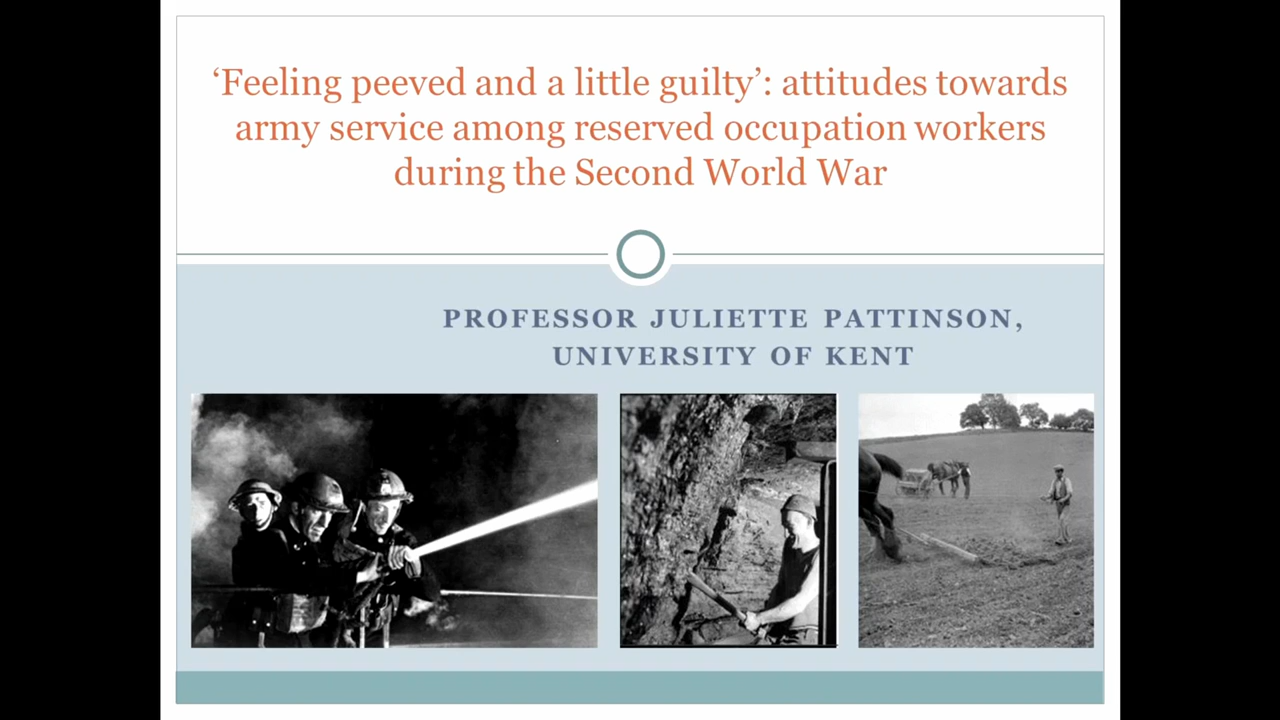 ‘Feeling peeved and a little guilty’: attitudes towards
army service among reserved occupation workers
during the Second World War
PROFESSOR JULIETTE PATTINSON,
UNIVERSITY OF KENT